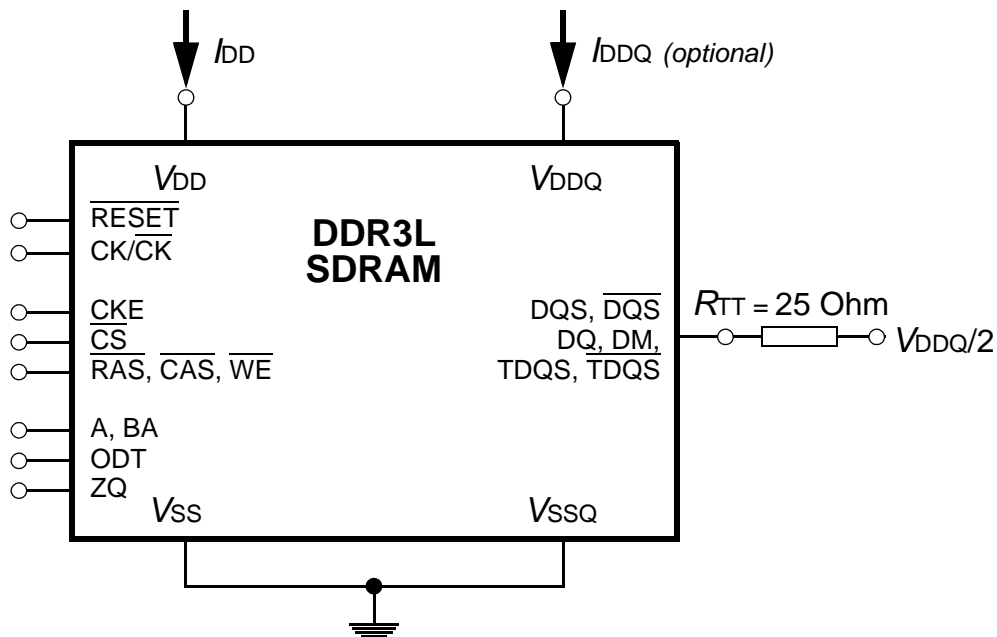 IDD
IDDQ (optional)
VDD
VDDQ
RESET
CK/CK
DDR3L
SDRAM
CKE
CS
RAS, CAS, WE
DQS, DQS
DQ, DM,
TDQS, TDQS
RTT = 25 Ohm
VDDQ/2
A, BA
ODT
ZQ
VSS
VSSQ